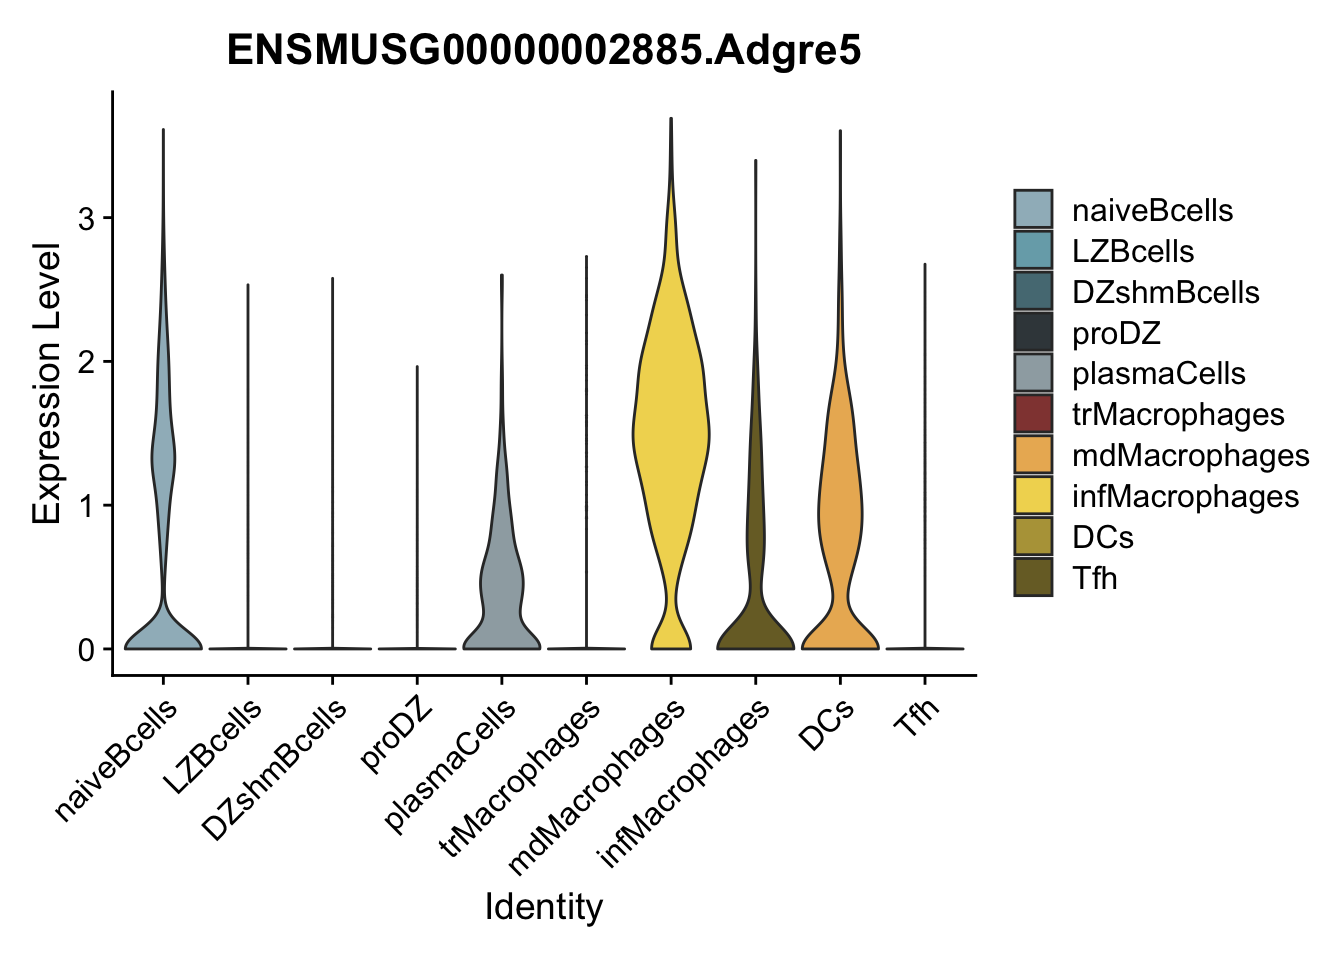 ENSMUSG00000002885.Adgre5
Expression Level
3
2
1
0
naiveBcells
LZBcells
DZshmBcells
proDZ
plasmaCells
trMacrophages
mdMacrophages
infMacrophages
DCs
Tfh
Identity
naiveBcells
LZBcells
DZshmBcells
proDZ
plasmaCells
trMacrophages
mdMacrophages
infMacrophages
DCs
Tfh